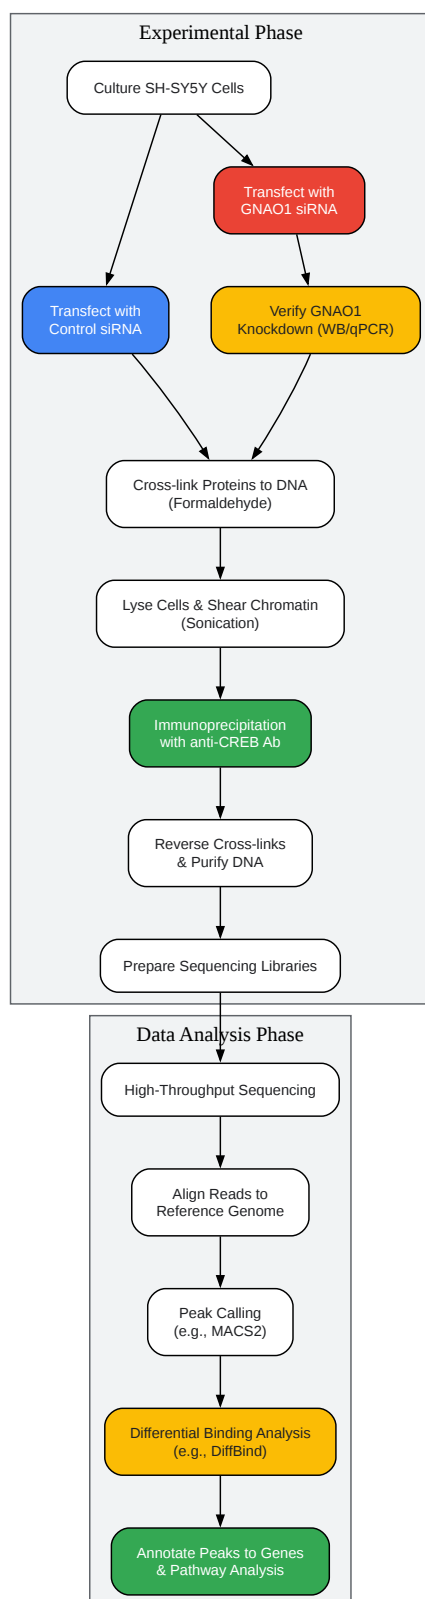 Experimental Phase
Culture SH-SY5Y Cells
Transfect with
GNAO1 siRNA
Transfect with
Control siRNA
Verify GNAO1
Knockdown (WB/qPCR)
Cross-link Proteins to DNA
(Formaldehyde)
Lyse Cells & Shear Chromatin
(Sonication)
Immunoprecipitation
with anti-CREB Ab
Reverse Cross-links
& Purify DNA
Prepare Sequencing Libraries
Data Analysis Phase
High-Throughput Sequencing
Align Reads to
Reference Genome
Peak Calling
(e.g., MACS2)
Differential Binding Analysis
(e.g., DiffBind)
Annotate Peaks to Genes
& Pathway Analysis